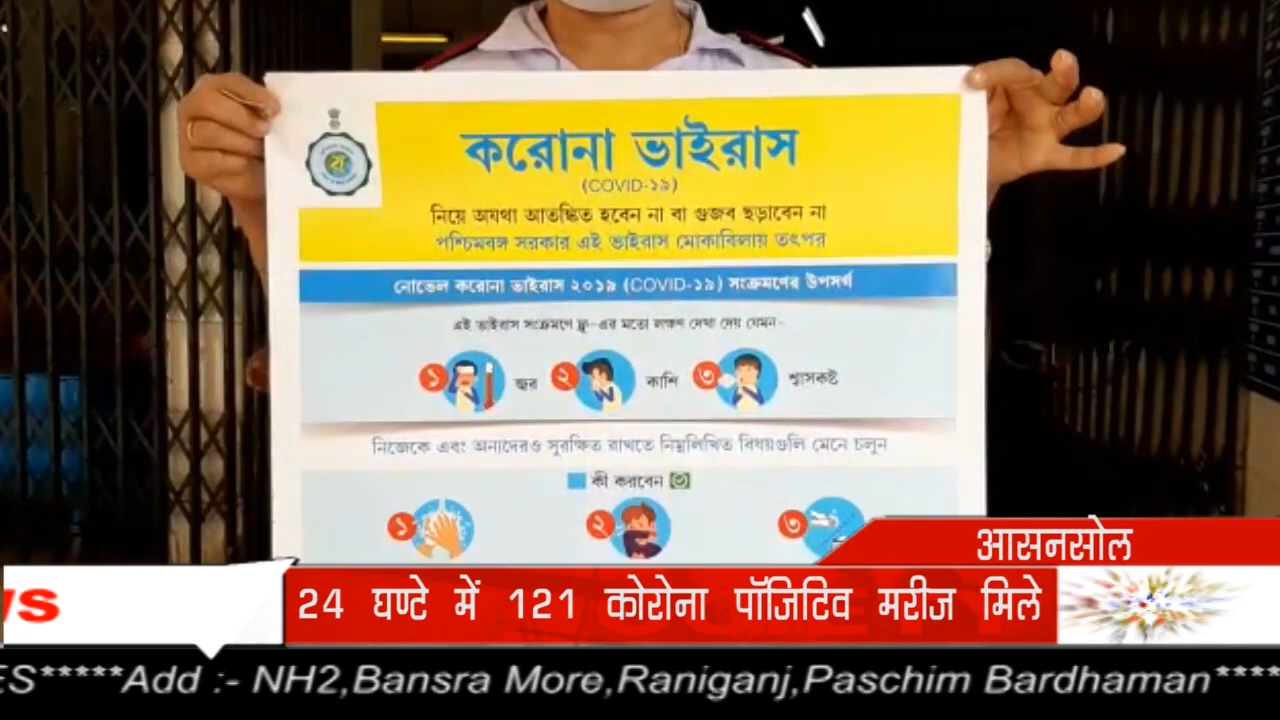 করোনা ভাইরাস
(COVID-১৯)
নিয়ে অযথা আতঙ্কিত হবেন না বা গুজব ছড়াবেন না
পশ্চিমবঙ্গ সরকার এই ভাইরাস মোকাবিলায় তৎপর
নোভেল করোনা ভাইরাস ২০১৯ (COVID-১৯) সংক্রমণের উপসর্গ
এই ভাইরাস সংক্রমণে ফ্লু-এর মতো লক্ষণ দেখা দেয় যেমন-
১ জ্বর ২ কাশি ৩ শ্বাসকষ্ট
নিজেকে এবং অন্যদেরও সুরক্ষিত রাখতে নিম্নলিখিত বিষয়গুলি মেনে চলুন
কী করবেন
১ ২ ৩
आसनसोल
24 घण्टे में 121 कोरोना पॉजिटिव मरीज मिले
ws
ES*****Add :- NH2,Bansra More,Raniganj,Paschim Bardhaman****